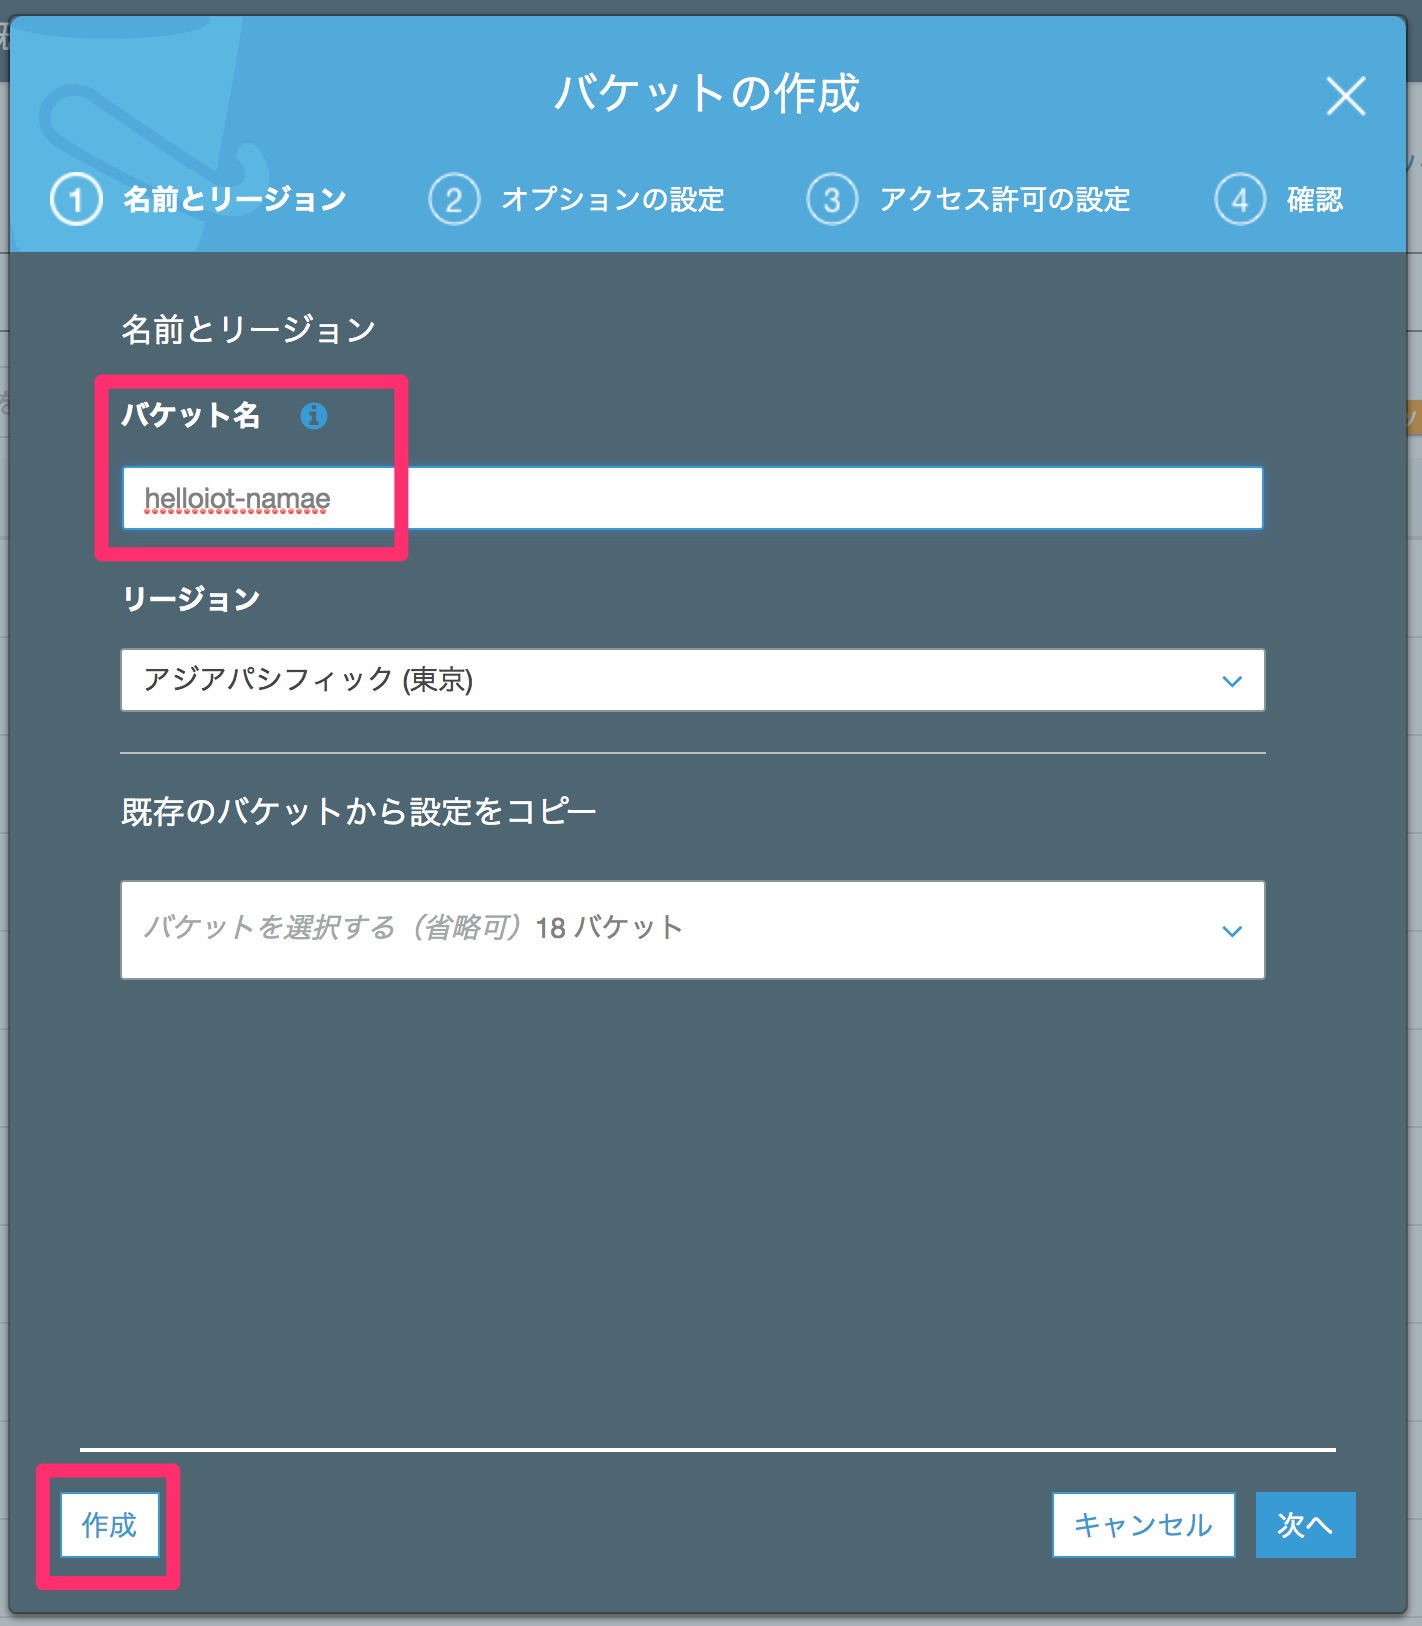 バケットの作成
1 名前とリージョン 2 オプションの設定 3 アクセス許可の設定 4 確認
名前とリージョン
バケット名
helloiot-namae
リージョン
アジアパシフィック (東京)
既存のバケットから設定をコピー
バケットを選択する（省略可）18 バケット
作成 キャンセル 次へ